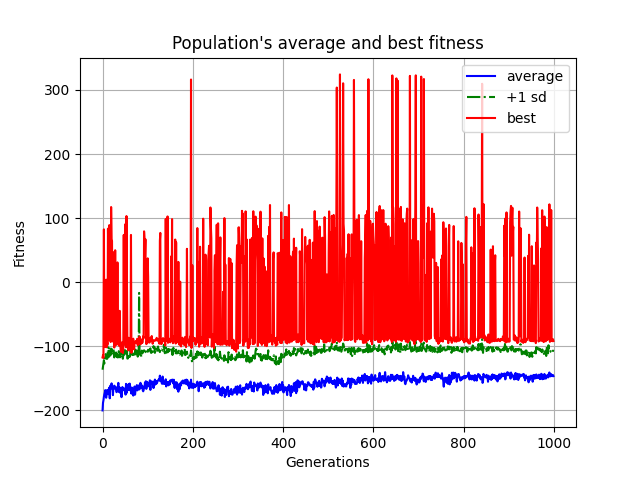 Population's average and best fitness
average
+1 sd
best
300
200
100
0
−100
−200
Fitness
0
200
400
600
800
1000
Generations